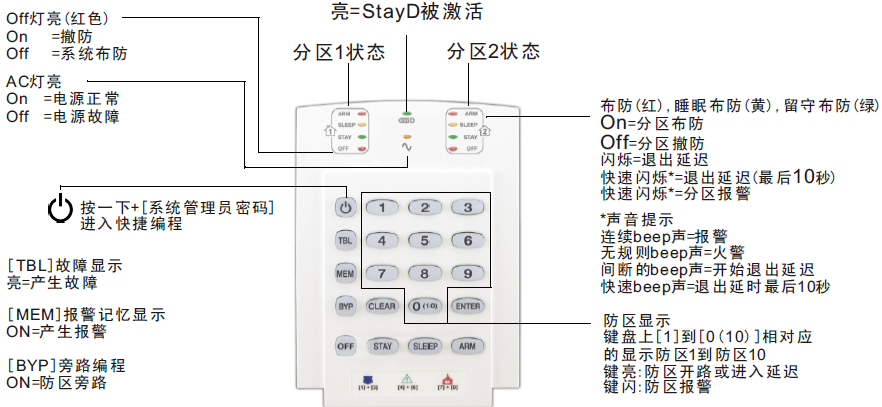 亮=StayD被激活
Off灯亮(红色)
On =撤防
Off =系统布防
AC灯亮
On =电源正常
Off =电源故障
分区1状态
分区2状态
ARM
SLEEP
STAY
OFF
1
ARM
SLEEP
STAY
OFF
2
布防(红),睡眠布防(黄),留守布防(绿)
On=分区布防
Off=分区撤防
闪烁=退出延迟
快速闪烁*=退出延迟(最后10秒)
快速闪烁*=分区报警
*声音提示
连续beep声=报警
无规则beep声=火警
间断的beep声=开始退出延迟
快速beep声=退出延时最后10秒
按一下+[系统管理员密码]
进入快捷编程
[TBL]故障显示
亮=产生故障
[MEM]报警记忆显示
ON=产生报警
[BYP]旁路编程
ON=防区旁路
1 2 3
TBL 4 5 6
MEM 7 8 9
BYP CLEAR 0(10) ENTER
OFF STAY SLEEP ARM
[1]+[3] [4]+[6] [7]+[9]
防区显示
键盘上[1]到[0(10)]相对应
的显示防区1到防区10
键亮:防区开路或进入延迟
键闪:防区报警